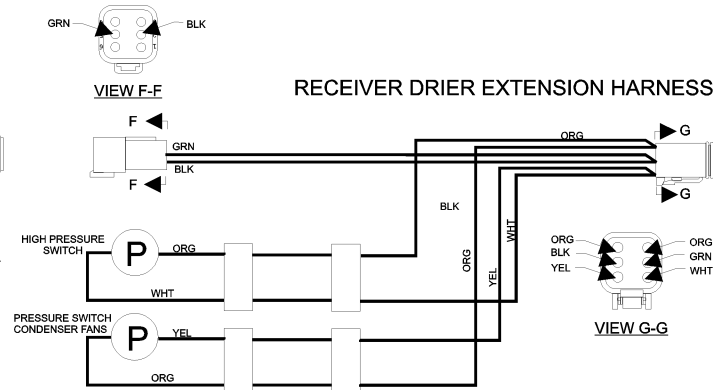 GRN
BLK
VIEW F-F
RECEIVER DRIER EXTENSION HARNESS
F
GRN
BLK
F
ORG
G
G
HIGH PRESSURE
SWITCH
P
ORG
WHT
BLK
ORG
YEL
WHT
ORG
BLK
YEL
ORG
GRN
WHT
VIEW G-G
PRESSURE SWITCH
CONDENSER FANS
P
YEL
ORG